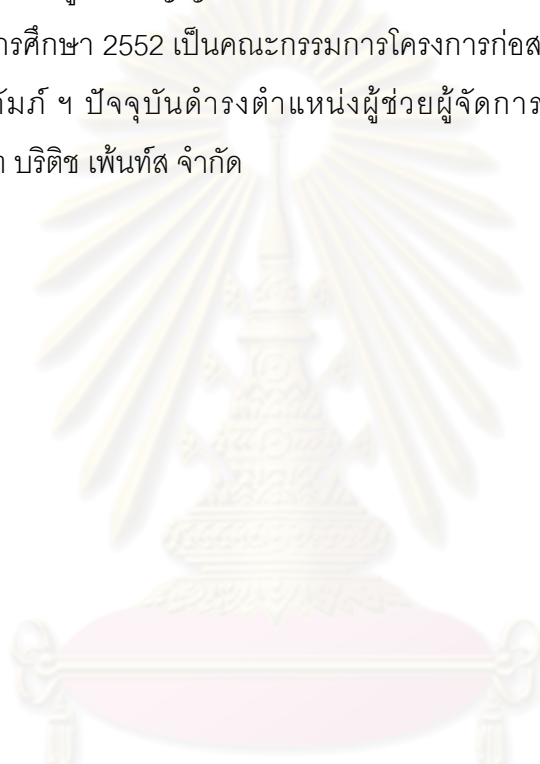 ารศึกษา 2552 เป็นคณะกรรมการโครงการก่อส
ัมภ์ ฯ ปัจจุบันดำรงตำแหน่งผู้ช่วยผู้จัดการ
บริติช เพ้นท์ส จำกัด